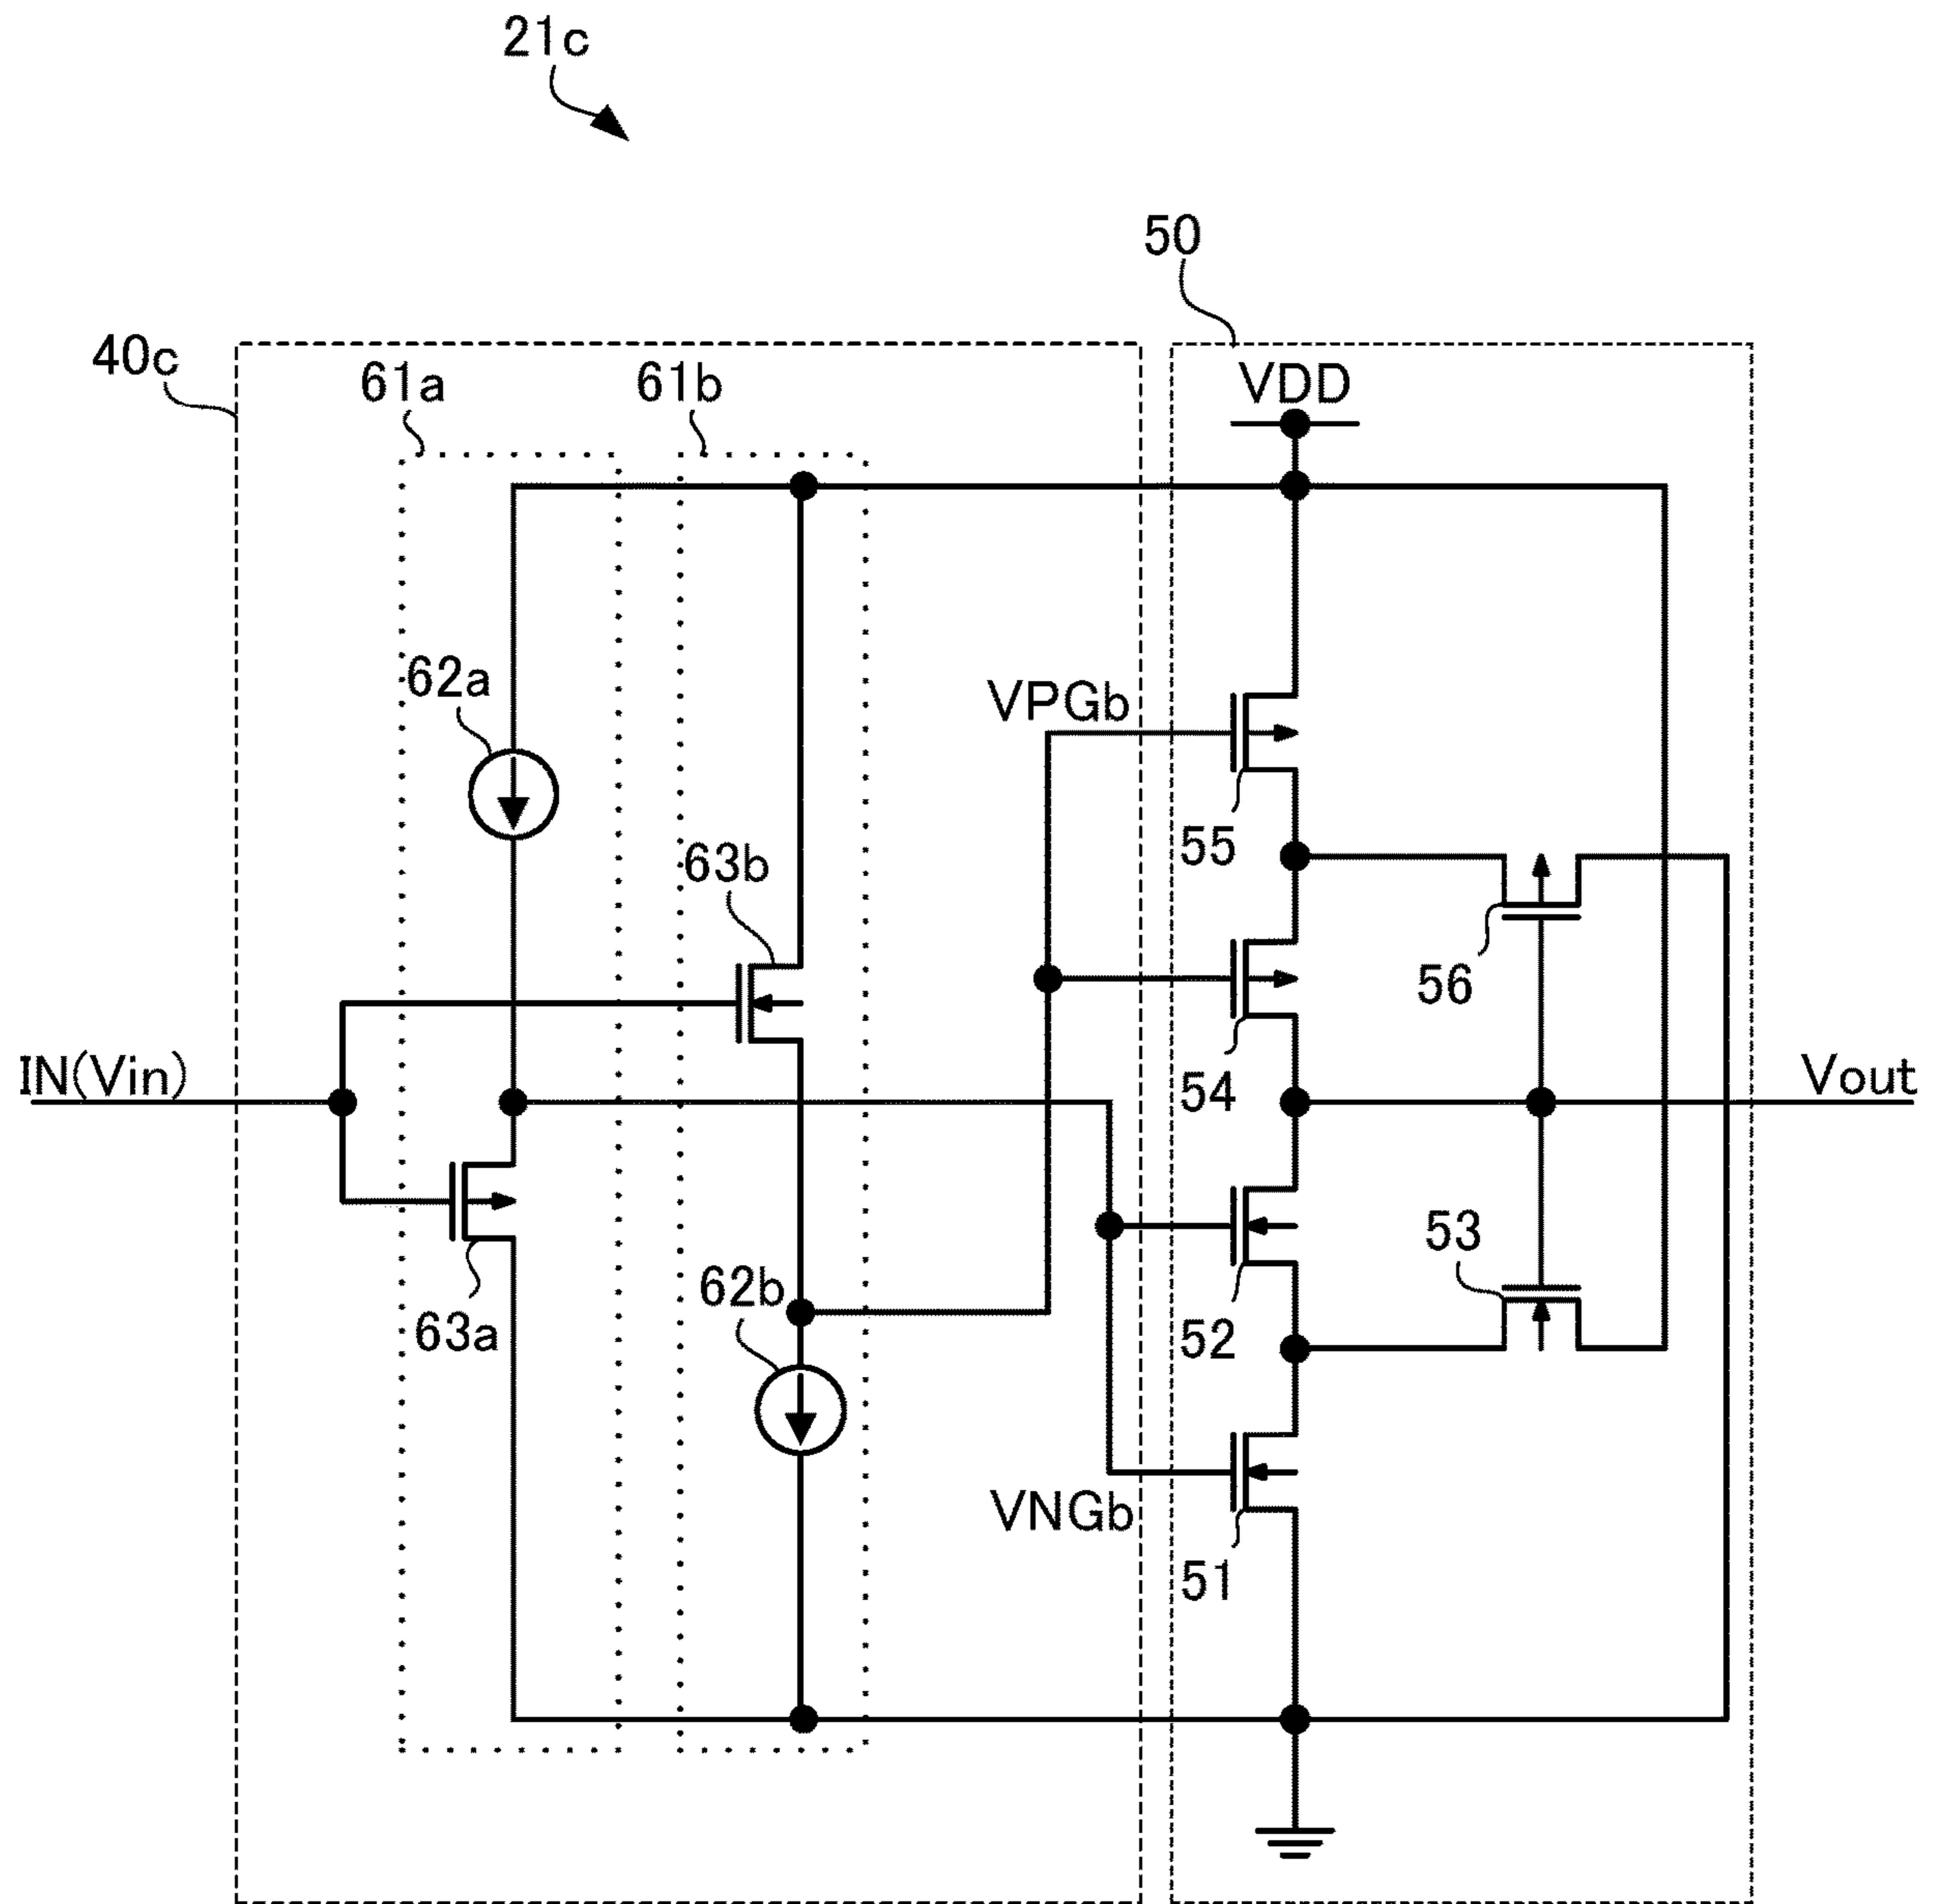 21c
50
40c
61a
61b
VDD
62a
VPGb
63b
55
56
IN(Vin)
54
Vout
53
62b
63a
52
VNGb
51